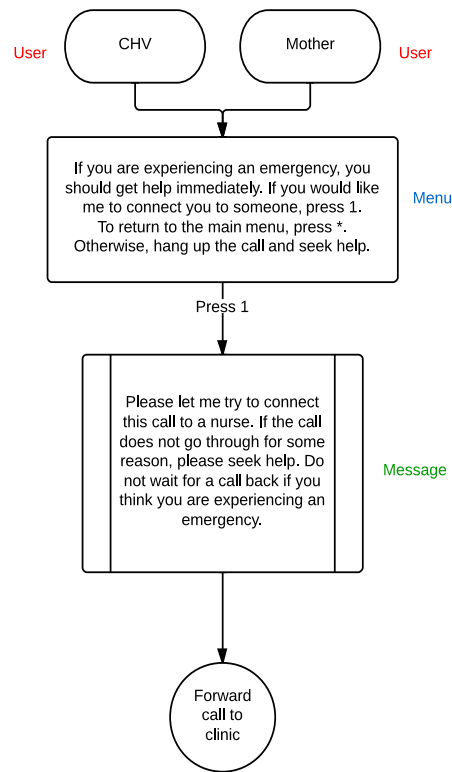 User
CHV
Mother
User
If you are experiencing an emergency, you
should get help immediately. If you would like
me to connect you to someone, press 1.
To return to the main menu, press *.
Otherwise, hang up the call and seek help.
Menu
Press 1
Please let me try to connect
this call to a nurse. If the call
does not go through for some
reason, please seek help. Do
not wait for a call back if you
think you are experiencing an
emergency.
Message
Forward
call to
clinic